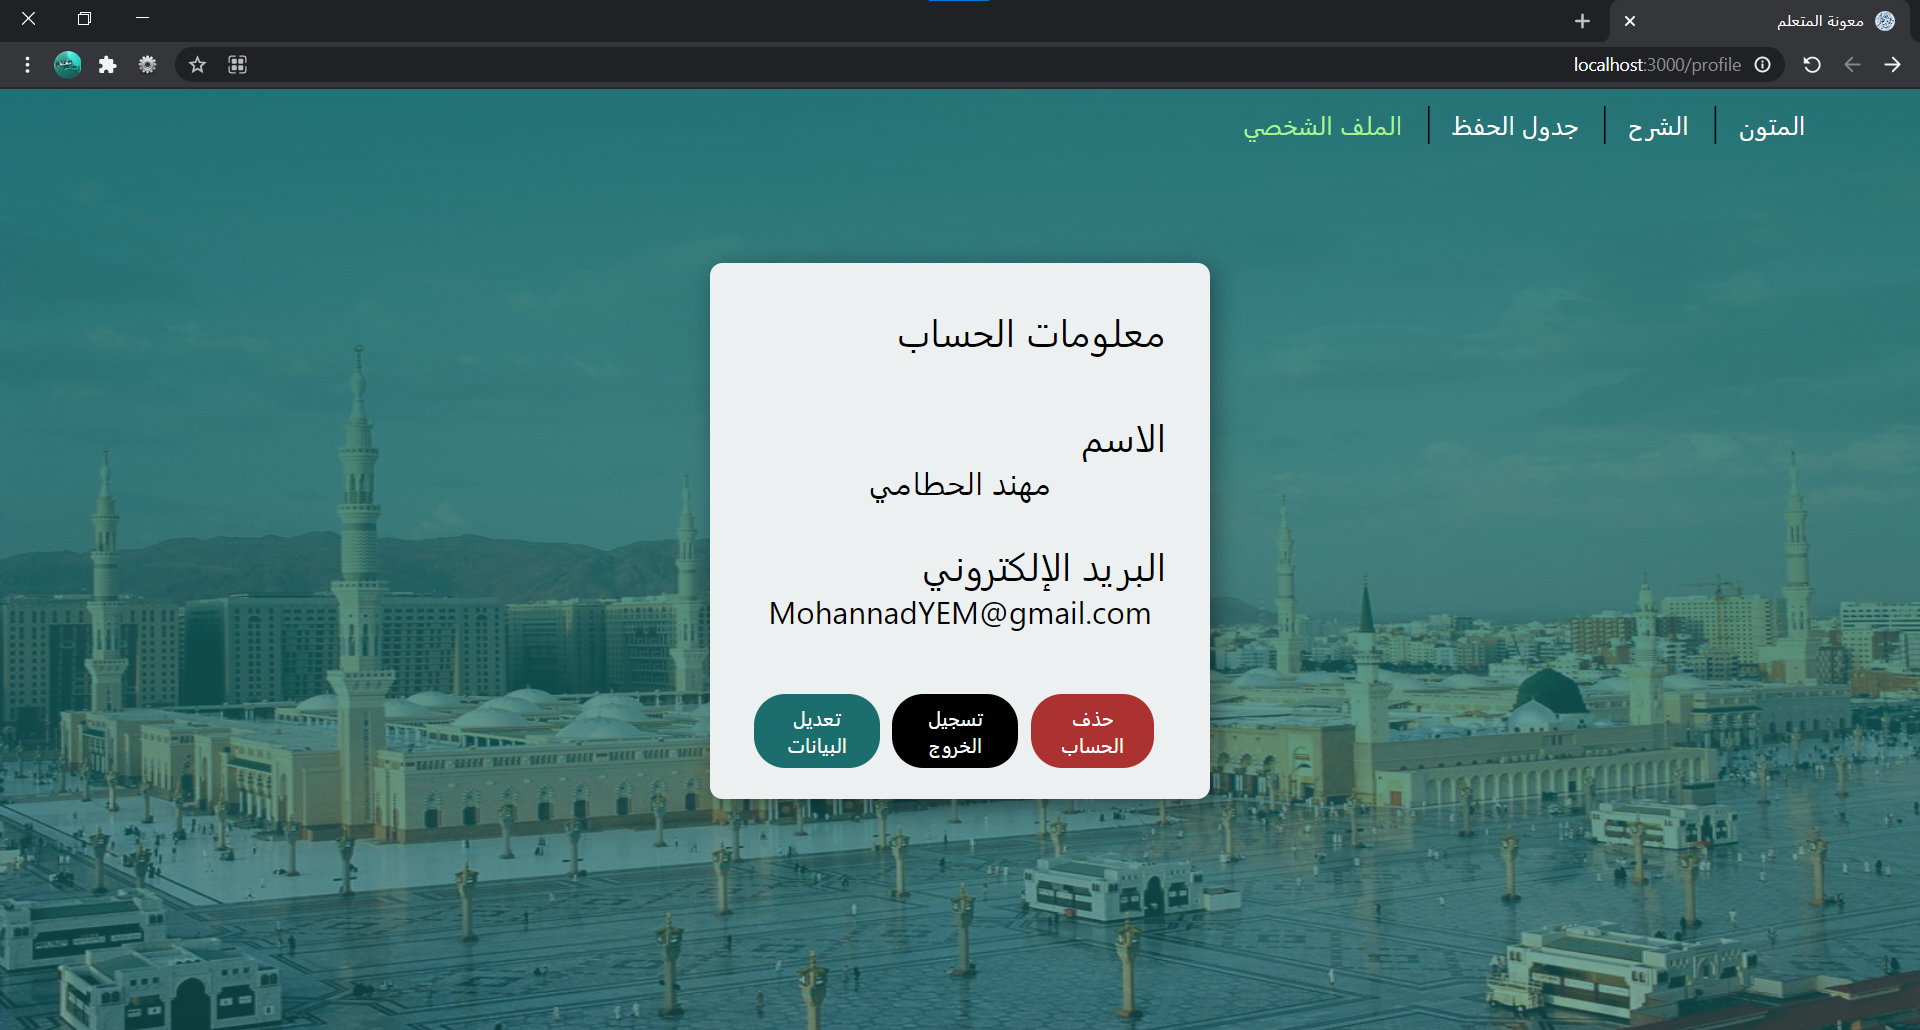 معونة المتعلم
localhost:3000/profile
المتون
الشرح
جدول الحفظ
الملف الشخصي
معلومات الحساب
الاسم
مهند الحطامي
البريد الإلكتروني
MohannadYEM@gmail.com
حذف
الحساب
تسجيل
الخروج
تعديل
البيانات